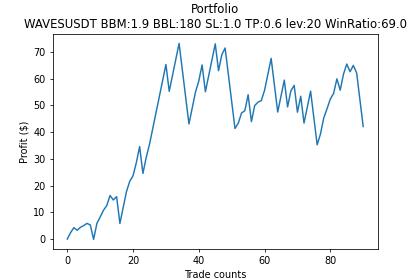 Portfolio
WAVESUSDT BBM:1.9 BBL:180 SL:1.0 TP:0.6 lev:20 WinRatio:69.0
Profit ($)
70
60
50
40
30
20
10
0
0 20 40 60 80
Trade counts